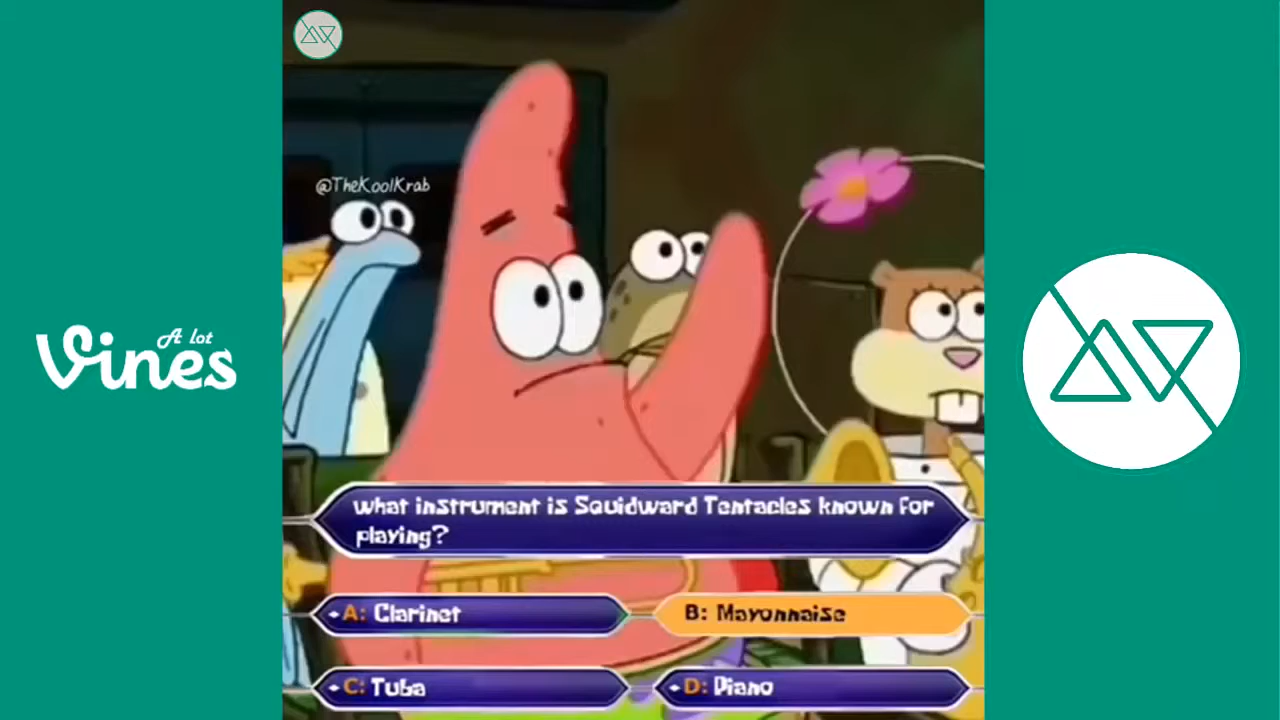 @TheKoolKrab
A lot
Vines
what instrument is Squidward Tentacles known for
playing?
A: Clarinet
B: Mayonnaise
C: Tuba
D: Piano